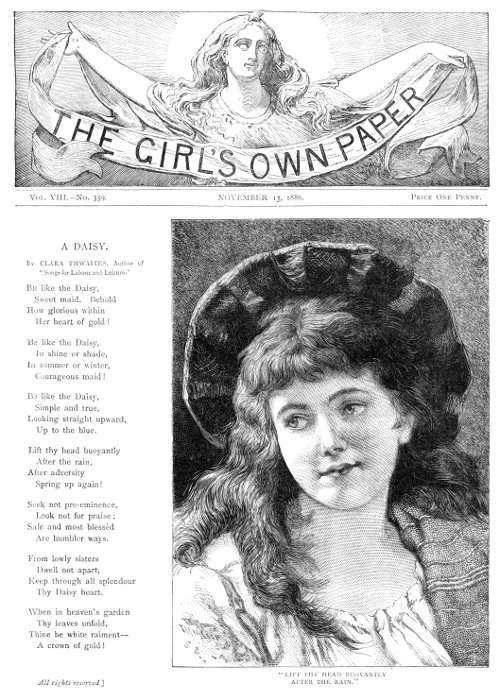 THE GIRL'S OWN PAPER
VOL. VIII.—NO. 359. NOVEMBER 13, 1886. PRICE ONE PENNY.
A DAISY.
BY CLARA THWAITES, Author of
"Songs for Labour and Leisure."
BE like the Daisy,
Sweet maid. Behold
How glorious within
Her heart of gold!
Be like the Daisy,
In shine or shade,
In summer or winter,
Courageous maid!
Be like the Daisy,
Simple and true,
Looking straight upward,
Up to the blue.
Lift thy head buoyantly
After the rain,
After adversity
Spring up again!
Seek not pre-eminence,
Look not for praise;
Safe and most blessèd
Are humbler ways.
From lowly sisters
Dwell not apart,
Keep through all splendour
Thy Daisy heart.
When in heaven's garden
Thy leaves unfold,
Thine be white raiment—
A crown of gold!
All rights reserved.]
"LIFT THY HEAD BUOYANTLY
AFTER THE RAIN."